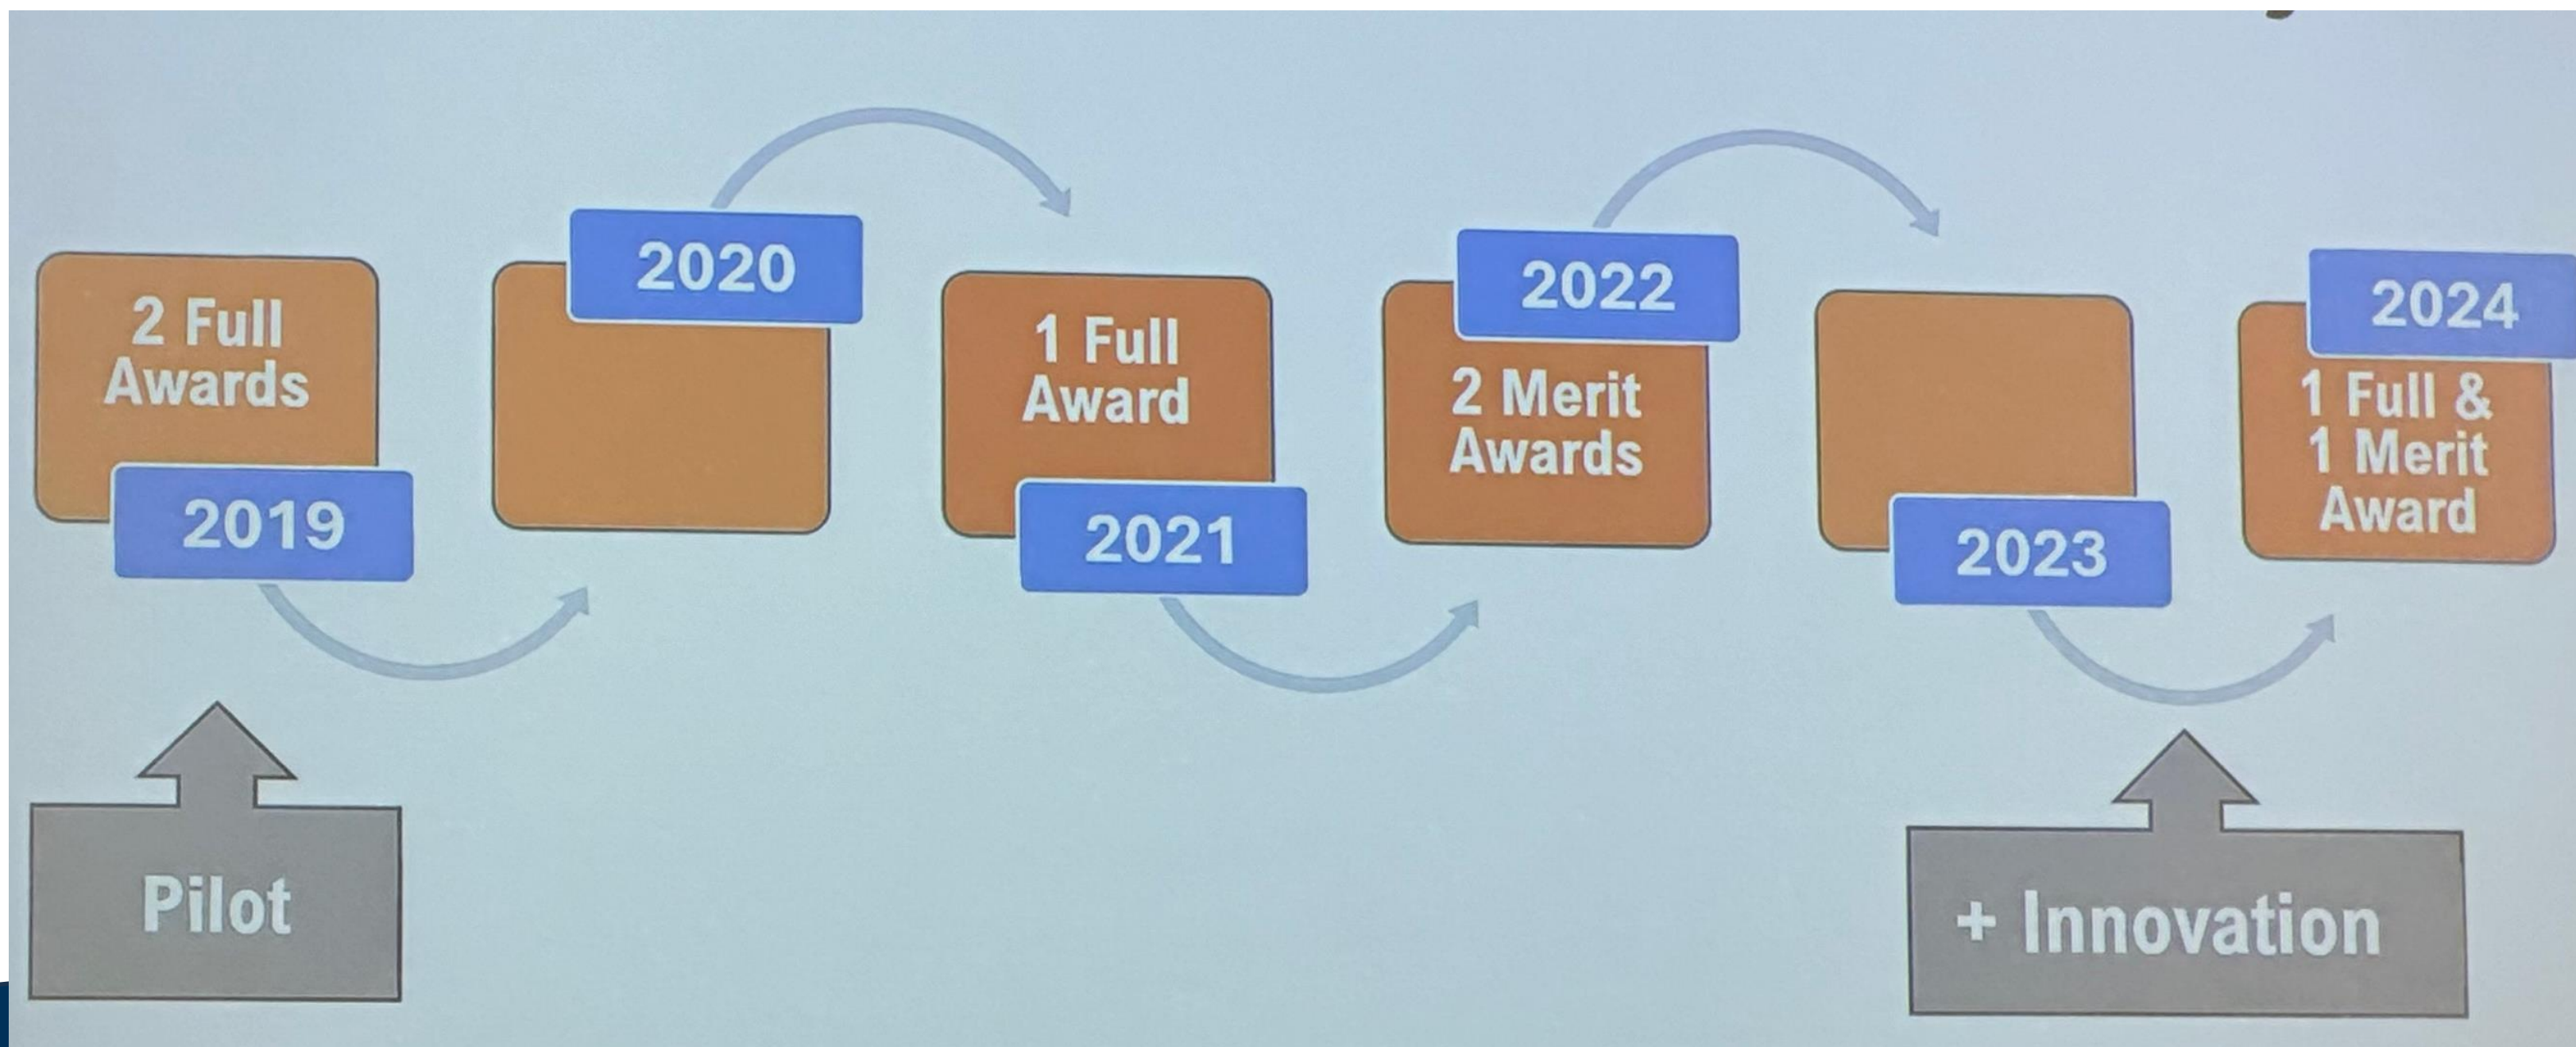 2 Full
Awards
2019
2020
1 Full
Award
2021
2022
2 Merit
Awards
2023
2024
1 Full &
1 Merit
Award
Pilot
+ Innovation